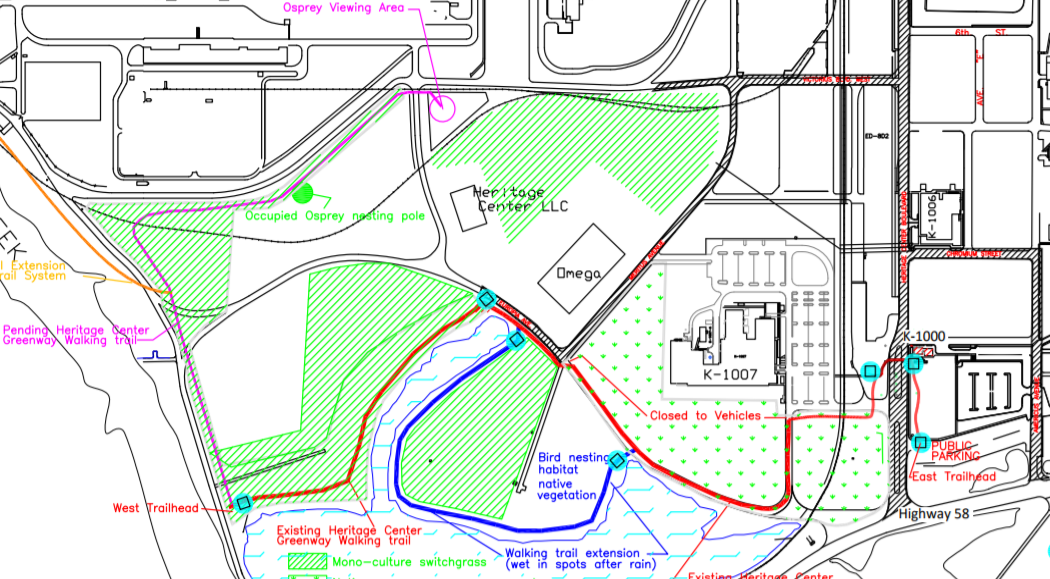 Osprey Viewing Area
6th ST
AVE
ED-8D2
Heritage
Center LLC
Occupied Osprey nesting pole
K-1006
Omega
l Extension
rail System
Pending Heritage Center
Greenway Walking trail
K-1000
K-1007
Closed to Vehicles
Bird nesting
habitat
native
vegetation
PUBLIC
PARKING
East Trailhead
West Trailhead
Highway 58
Existing Heritage Center
Greenway Walking trail
Walking trail extension
(wet in spots after rain)
Mono-culture switchgrass
Existing Heritage Center